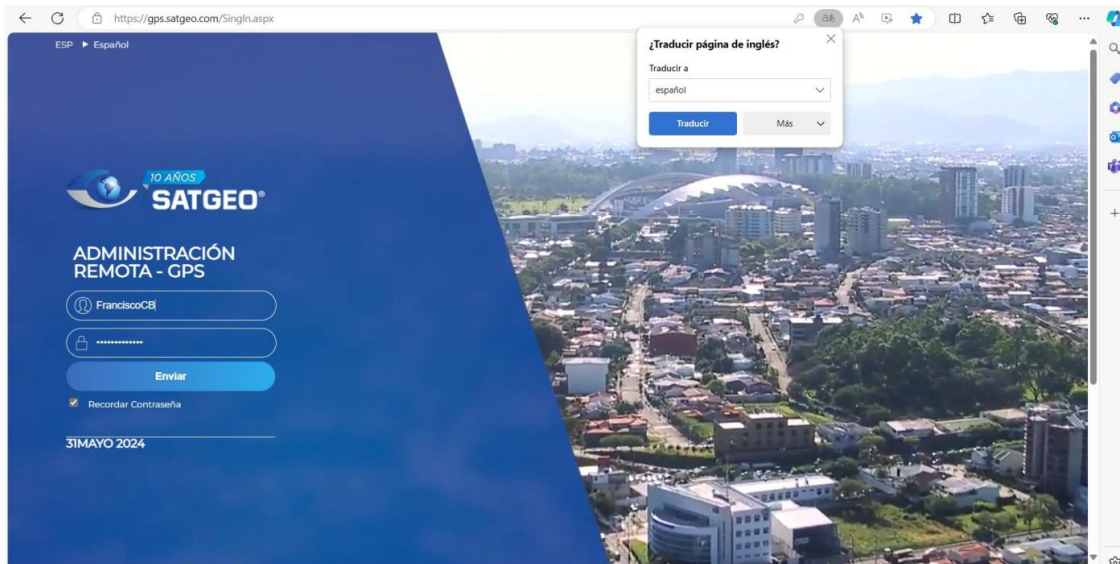 https://gps.satgeo.com/SingIn.aspx
¿Traducir página de inglés?
Traducir a
español
Traducir
Más
ESP ▶ Español
10 AÑOS
SATGEO®
ADMINISTRACIÓN
REMOTA - GPS
FranciscoCB
•••••••••••••
Enviar
Recordar Contraseña
31MAYO 2024